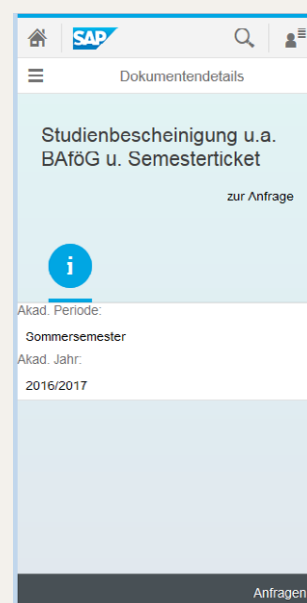 SAP
Dokumentendetails
Studienbescheinigung u.a.
BAföG u. Semesterticket
zur Anfrage
i
Akad. Periode:
Sommersemester
Akad. Jahr:
2016/2017
Anfragen